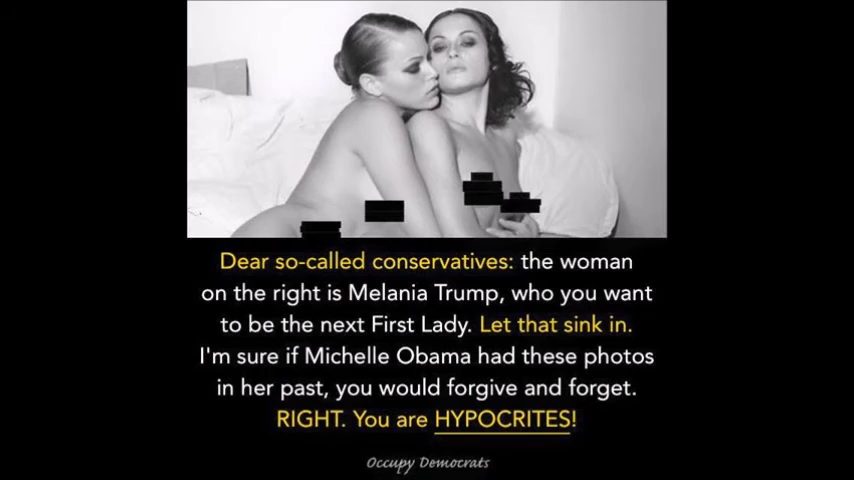 Dear so-called conservatives: the woman
on the right is Melania Trump, who you want
to be the next First Lady. Let that sink in.
I'm sure if Michelle Obama had these photos
in her past, you would forgive and forget.
RIGHT. You are HYPOCRITES!
Occupy Democrats